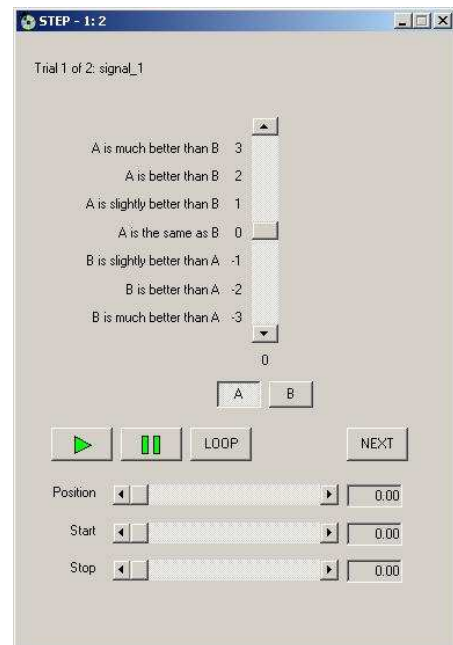 STEP - 1: 2
Trial 1 of 2: signal_1
A is much better than B 3
A is better than B 2
A is slightly better than B 1
A is the same as B 0
B is slightly better than A -1
B is better than A -2
B is much better than A -3
0
A B
LOOP NEXT
Position 0.00
Start 0.00
Stop 0.00